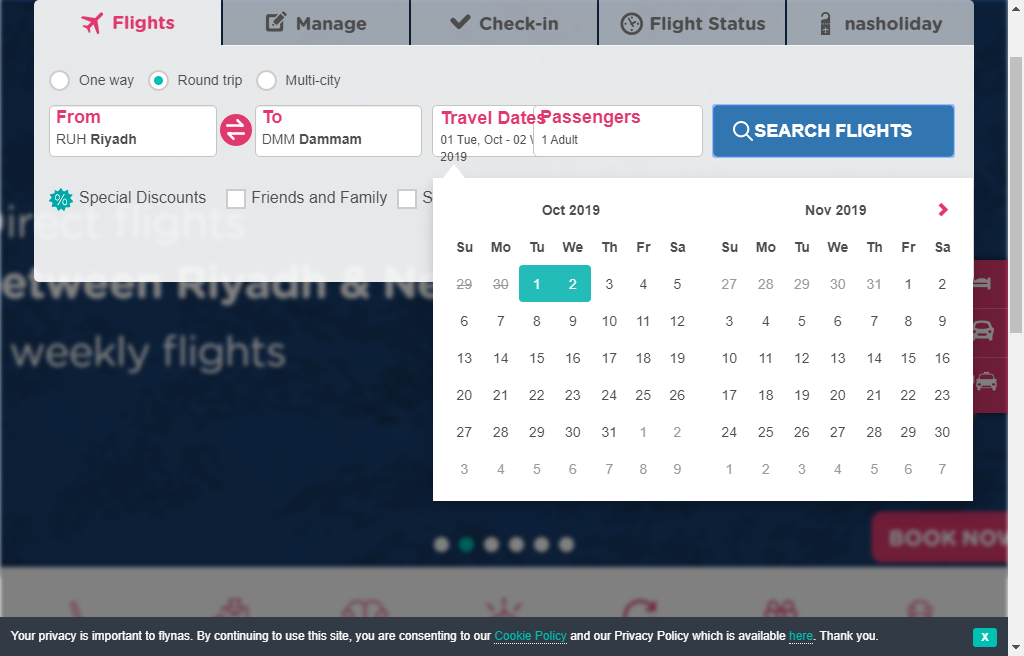 Flights
Manage
Check-in
Flight Status
nasholiday
One way
Round trip
Multi-city
From
RUH Riyadh
To
DMM Dammam
Travel Dates
01 Tue, Oct - 02
2019
Passengers
1 Adult
SEARCH FLIGHTS
Special Discounts
Friends and Family
S
Oct 2019
Su Mo Tu We Th Fr Sa
29 30 1 2 3 4 5
6 7 8 9 10 11 12
13 14 15 16 17 18 19
20 21 22 23 24 25 26
27 28 29 30 31 1 2
3 4 5 6 7 8 9
Nov 2019
Su Mo Tu We Th Fr Sa
27 28 29 30 31 1 2
3 4 5 6 7 8 9
10 11 12 13 14 15 16
17 18 19 20 21 22 23
24 25 26 27 28 29 30
1 2 3 4 5 6 7
irect flights
etween Riyadh & Ne
weekly flights
BOOK NOW
Your privacy is important to flynas. By continuing to use this site, you are consenting to our Cookie Policy and our Privacy Policy which is available here. Thank you.
X